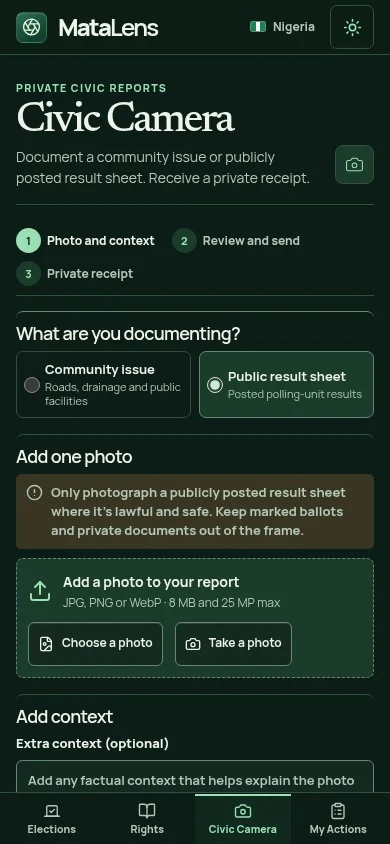 MataLens
Nigeria
PRIVATE CIVIC REPORTS
Civic Camera
Document a community issue or publicly
posted result sheet. Receive a private receipt.
1 Photo and context
2 Review and send
3 Private receipt
What are you documenting?
Community issue
Roads, drainage and public
facilities
Public result sheet
Posted polling-unit results
Add one photo
Only photograph a publicly posted result sheet
where it's lawful and safe. Keep marked ballots
and private documents out of the frame.
Add a photo to your report
JPG, PNG or WebP · 8 MB and 25 MP max
Choose a photo
Take a photo
Add context
Extra context (optional)
Add any factual context that helps explain the photo
Elections
Rights
Civic Camera
My Actions